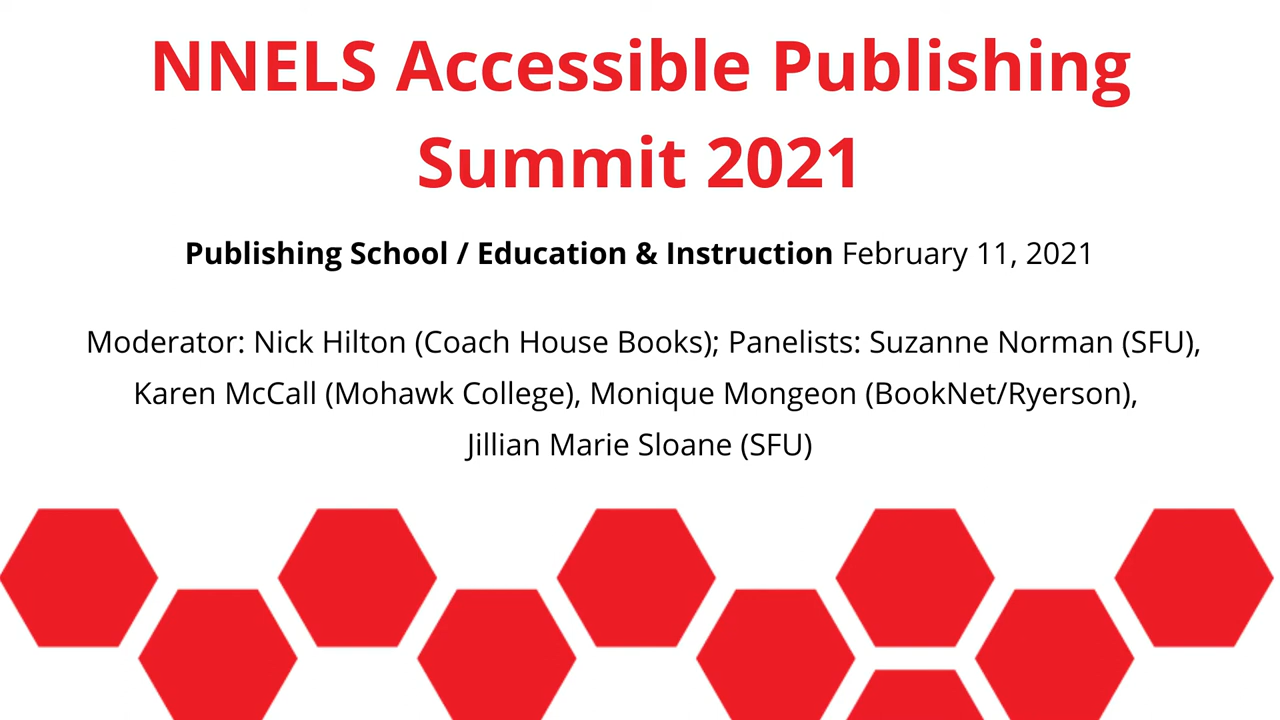 NNELS Accessible Publishing
Summit 2021
Publishing School / Education & Instruction February 11, 2021
Moderator: Nick Hilton (Coach House Books); Panelists: Suzanne Norman (SFU),
Karen McCall (Mohawk College), Monique Mongeon (BookNet/Ryerson),
Jillian Marie Sloane (SFU)